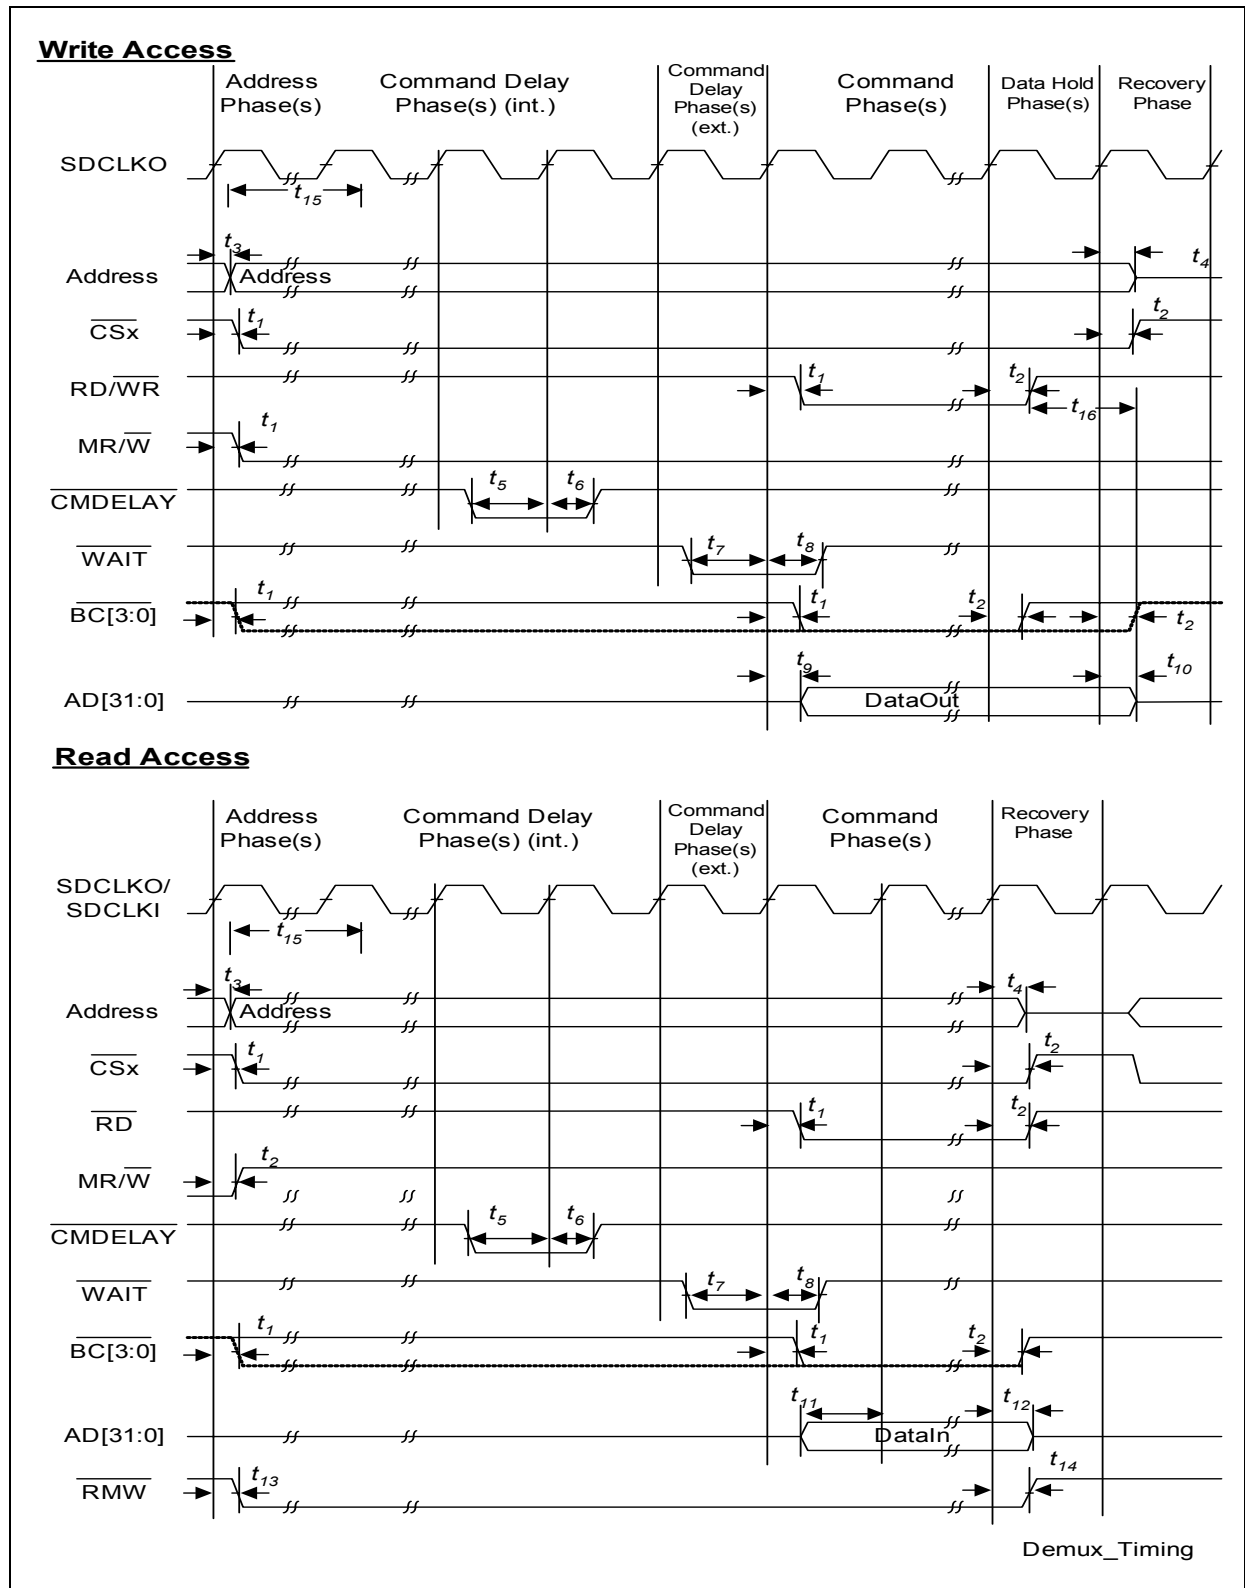 Write Access
Address Phase(s)
Command Delay Phase(s) (int.)
Command Delay Phase(s) (ext.)
Command Phase(s)
Data Hold Phase(s)
Recovery Phase
SDCLKO
t15
t3
Address
Address
t4
CSx
t1
t2
RD/WR
t1
t2
t16
MR/W
t1
CMDELAY
t5
t6
WAIT
t7
t8
BC[3:0]
t1
t1
t2
t2
AD[31:0]
t9
DataOut
t10
Read Access
Address Phase(s)
Command Delay Phase(s) (int.)
Command Delay Phase(s) (ext.)
Command Phase(s)
Recovery Phase
SDCLKO/
SDCLKI
t15
t3
Address
Address
t4
CSx
t1
t2
RD
t1
t2
MR/W
t2
CMDELAY
t5
t6
WAIT
t7
t8
BC[3:0]
t1
t1
t2
AD[31:0]
t11
DataIn
t12
RMW
t13
t14
Demux_Timing